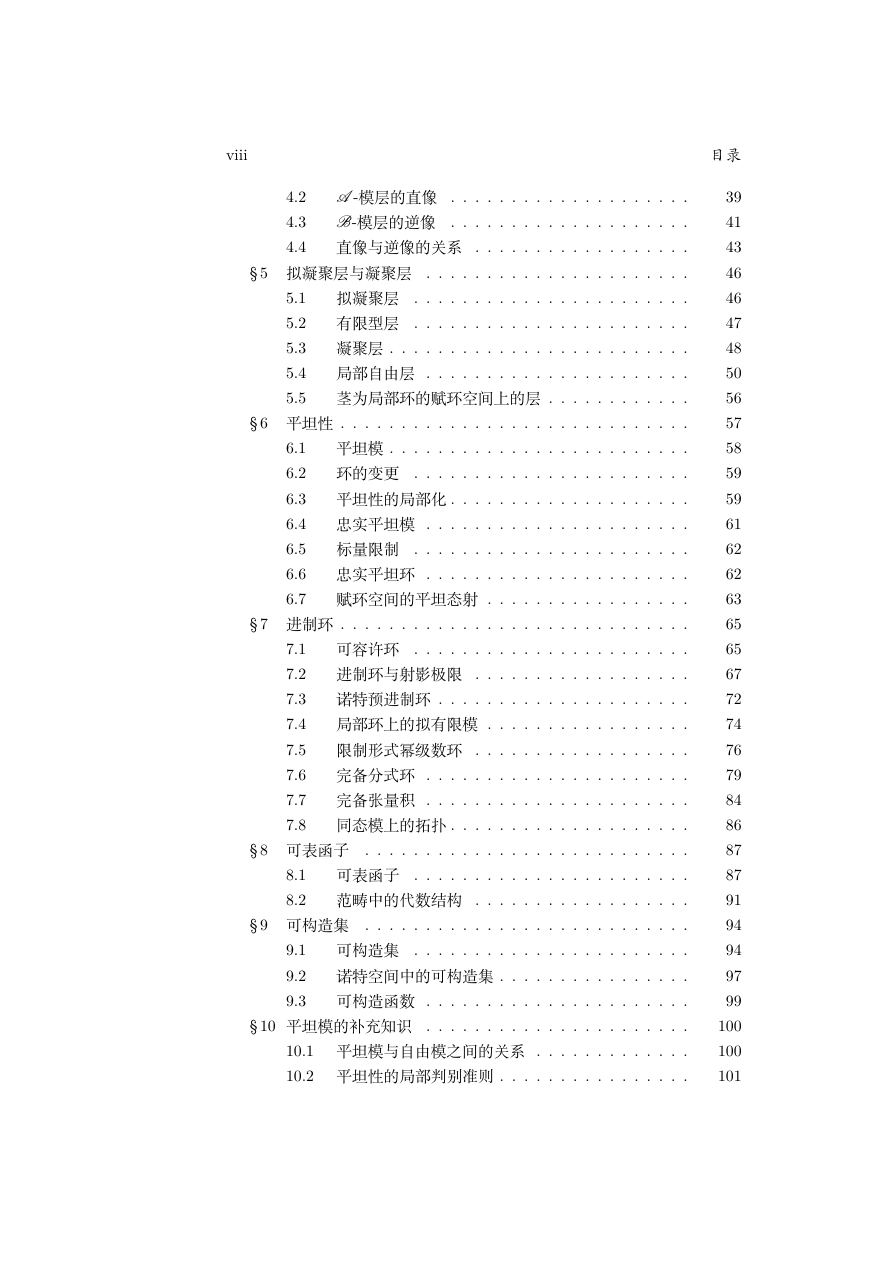 viii 目录
4.2 𝒜-模层的直像 . . . . . . . . . . . . . . . . . . . . 39
4.3 ℬ-模层的逆像 . . . . . . . . . . . . . . . . . . . . 41
4.4 直像与逆像的关系 . . . . . . . . . . . . . . . . . . 43
§5 拟凝聚层与凝聚层 . . . . . . . . . . . . . . . . . . . . . . 46
5.1 拟凝聚层 . . . . . . . . . . . . . . . . . . . . . . . 46
5.2 有限型层 . . . . . . . . . . . . . . . . . . . . . . . 47
5.3 凝聚层 . . . . . . . . . . . . . . . . . . . . . . . . . 48
5.4 局部自由层 . . . . . . . . . . . . . . . . . . . . . . 50
5.5 茎为局部环的赋环空间上的层 . . . . . . . . . . . . 56
§6 平坦性 . . . . . . . . . . . . . . . . . . . . . . . . . . . . . 57
6.1 平坦模 . . . . . . . . . . . . . . . . . . . . . . . . . 58
6.2 环的变更 . . . . . . . . . . . . . . . . . . . . . . . 59
6.3 平坦性的局部化 . . . . . . . . . . . . . . . . . . . . 59
6.4 忠实平坦模 . . . . . . . . . . . . . . . . . . . . . . 61
6.5 标量限制 . . . . . . . . . . . . . . . . . . . . . . . 62
6.6 忠实平坦环 . . . . . . . . . . . . . . . . . . . . . . 62
6.7 赋环空间的平坦态射 . . . . . . . . . . . . . . . . . 63
§7 进制环 . . . . . . . . . . . . . . . . . . . . . . . . . . . . . 65
7.1 可容许环 . . . . . . . . . . . . . . . . . . . . . . . 65
7.2 进制环与射影极限 . . . . . . . . . . . . . . . . . . 67
7.3 诺特预进制环 . . . . . . . . . . . . . . . . . . . . . 72
7.4 局部环上的拟有限模 . . . . . . . . . . . . . . . . . 74
7.5 限制形式幂级数环 . . . . . . . . . . . . . . . . . . 76
7.6 完备分式环 . . . . . . . . . . . . . . . . . . . . . . 79
7.7 完备张量积 . . . . . . . . . . . . . . . . . . . . . . 84
7.8 同态模上的拓扑 . . . . . . . . . . . . . . . . . . . . 86
§8 可表函子 . . . . . . . . . . . . . . . . . . . . . . . . . . . 87
8.1 可表函子 . . . . . . . . . . . . . . . . . . . . . . . 87
8.2 范畴中的代数结构 . . . . . . . . . . . . . . . . . . 91
§9 可构造集 . . . . . . . . . . . . . . . . . . . . . . . . . . . 94
9.1 可构造集 . . . . . . . . . . . . . . . . . . . . . . . 94
9.2 诺特空间中的可构造集 . . . . . . . . . . . . . . . . 97
9.3 可构造函数 . . . . . . . . . . . . . . . . . . . . . . 99
§10 平坦模的补充知识 . . . . . . . . . . . . . . . . . . . . . . 100
10.1 平坦模与自由模之间的关系 . . . . . . . . . . . . . 100
10.2 平坦性的局部判别准则 . . . . . . . . . . . . . . . . 101